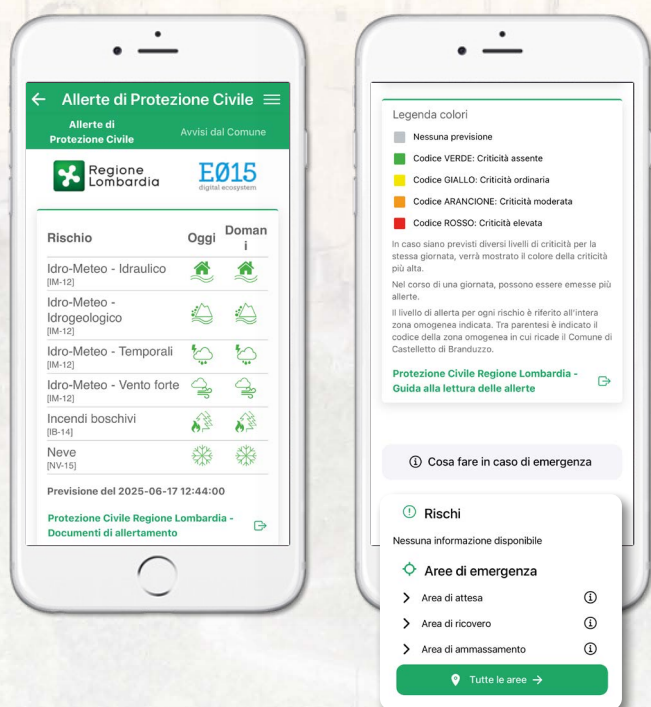 Allerte di Protezione Civile
Allerte di
Protezione Civile
Avvisi dal Comune
Regione
Lombardia
EØ15
digital ecosystem
Rischio Oggi Doman
i
Idro-Meteo - Idraulico
[IM-12]
Idro-Meteo -
Idrogeologico
[IM-12]
Idro-Meteo - Temporali
[IM-12]
Idro-Meteo - Vento forte
[IM-12]
Incendi boschivi
[IB-14]
Neve
[NV-15]
Previsione del 2025-06-17
12:44:00
Protezione Civile Regione Lombardia -
Documenti di allertamento
Legenda colori
Nessuna previsione
Codice VERDE: Criticità assente
Codice GIALLO: Criticità ordinaria
Codice ARANCIONE: Criticità moderata
Codice ROSSO: Criticità elevata
In caso siano previsti diversi livelli di criticità per la
stessa giornata, verrà mostrato il colore della criticità
più alta.
Nel corso di una giornata, possono essere emesse più
allerte.
Il livello di allerta per ogni rischio è riferito all'intera
zona omogenea indicata. Tra parentesi è indicato il
codice della zona omogenea in cui ricade il Comune di
Castelletto di Branduzzo.
Protezione Civile Regione Lombardia -
Guida alla lettura delle allerte
Cosa fare in caso di emergenza
Rischi
Nessuna informazione disponibile
Aree di emergenza
Area di attesa
Area di ricovero
Area di ammassamento
Tutte le aree